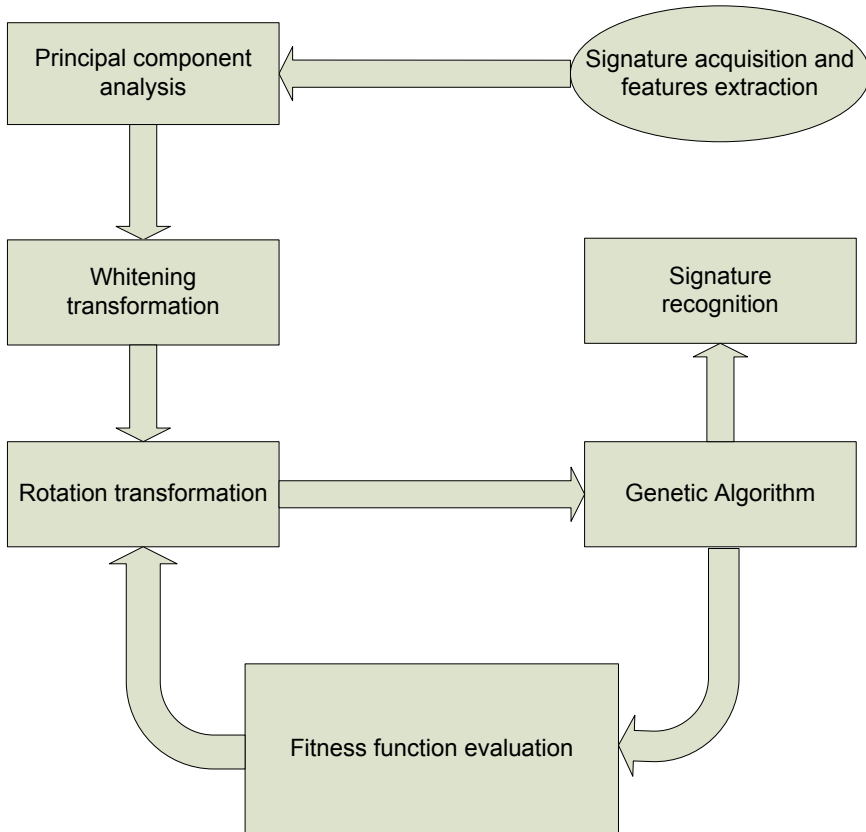 Principal component
analysis
Signature acquisition and
features extraction
Whitening
transformation
Signature
recognition
Rotation transformation
Genetic Algorithm
Fitness function evaluation